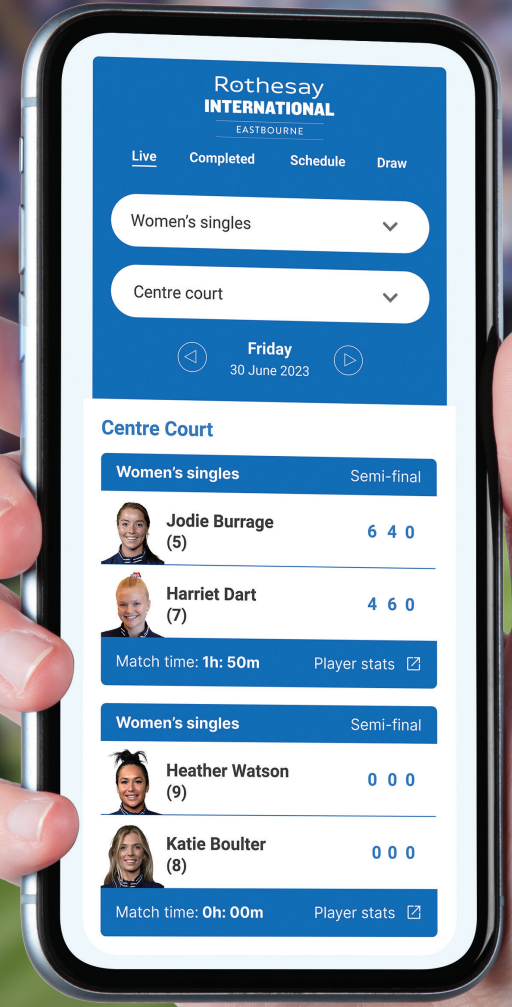 Rothesay
INTERNATIONAL
EASTBOURNE
Live Completed Schedule Draw
Women’s singles
Centre court
Friday
30 June 2023
Centre Court
Women’s singles Semi-final
Jodie Burrage
(5)
6 4 0
Harriet Dart
(7)
4 6 0
Match time: 1h: 50m Player stats
Women’s singles Semi-final
Heather Watson
(9)
0 0 0
Katie Boulter
(8)
0 0 0
Match time: 0h: 00m Player stats